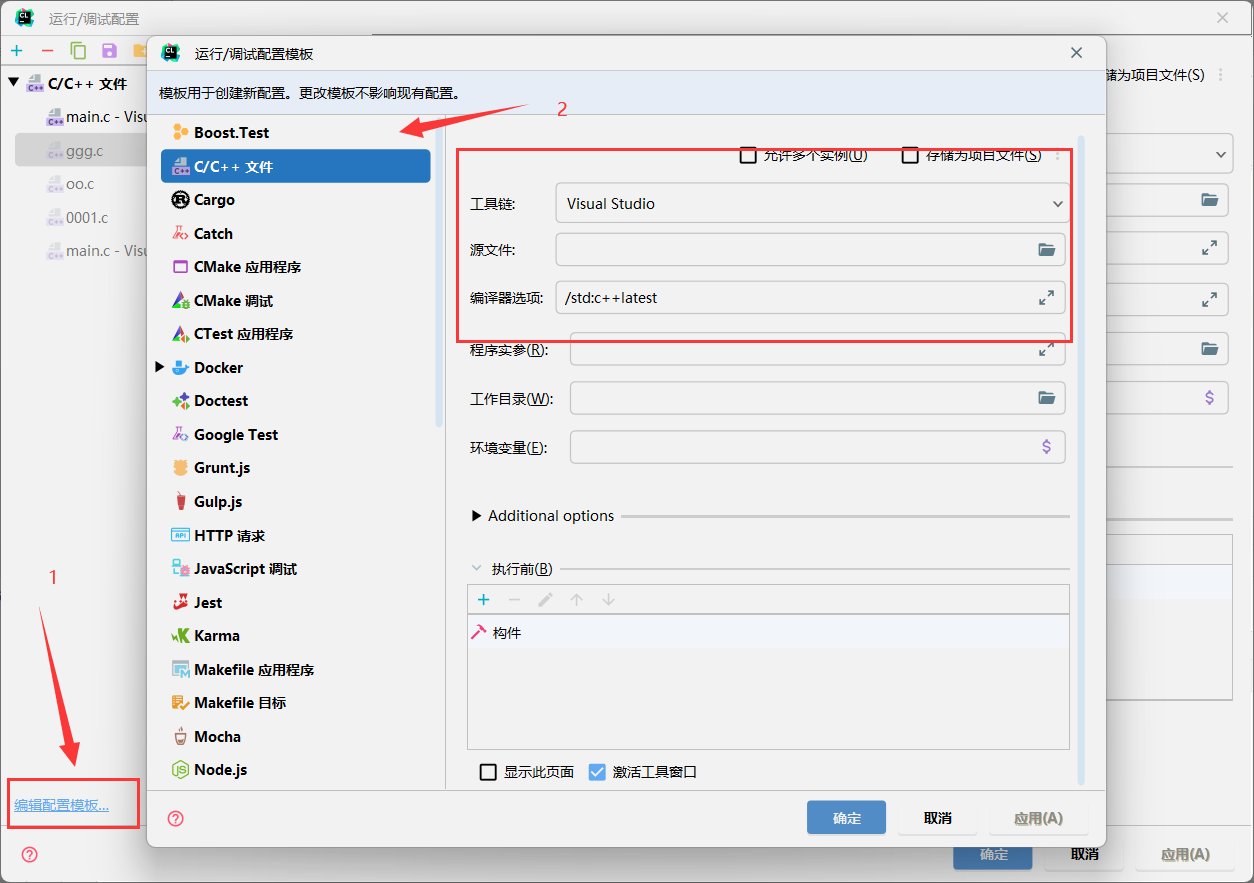 运行/调试配置
C/C++ 文件
main.c - Visu
ggg.c
oo.c
0001.c
main.c - Visu
1
编辑配置模板...
储为项目文件(S)
$
确定
取消
应用(A)
运行/调试配置模板
模板用于创建新配置。更改模板不影响现有配置。
2
Boost.Test
C/C++ 文件
Cargo
Catch
CMake 应用程序
CMake 调试
CTest 应用程序
Docker
Doctest
Google Test
Grunt.js
Gulp.js
HTTP 请求
JavaScript 调试
Jest
Karma
Makefile 应用程序
Makefile 目标
Mocha
Node.js
允许多个实例(U) 存储为项目文件(S)
工具链: Visual Studio
源文件:
编译器选项: /std:c++latest
程序实参(R):
工作目录(W):
环境变量(E): $
Additional options
执行前(B)
构件
显示此页面 激活工具窗口
确定 取消 应用(A)